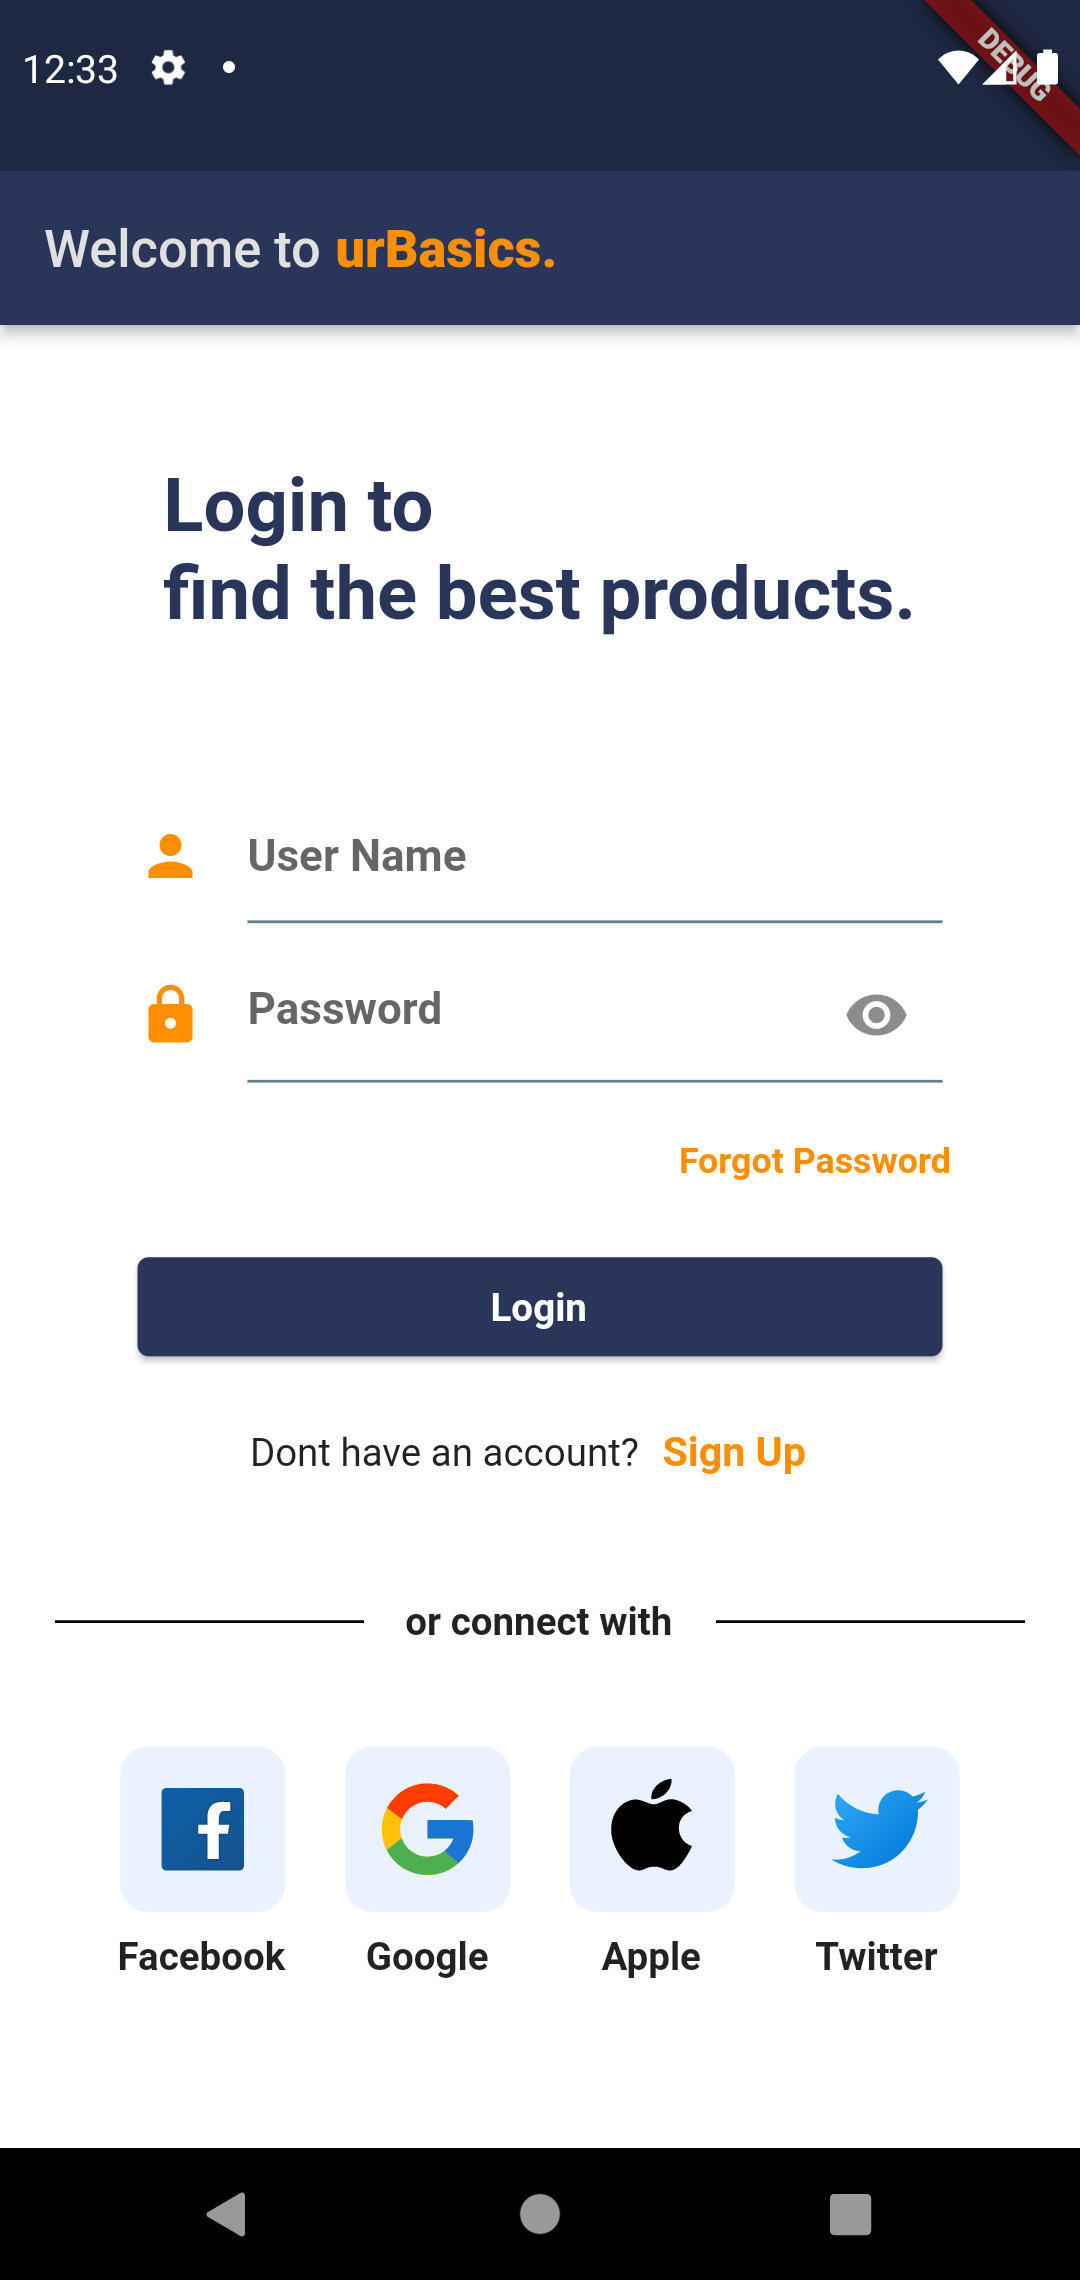 12:33
DEBUG
Welcome to urBasics.
Login to
find the best products.
User Name
Password
Forgot Password
Login
Dont have an account? Sign Up
or connect with
Facebook Google Apple Twitter